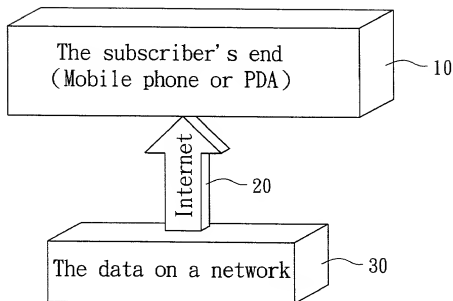 The subscriber's end
(Mobile phone or PDA)
10
Internet
20
The data on a network
30